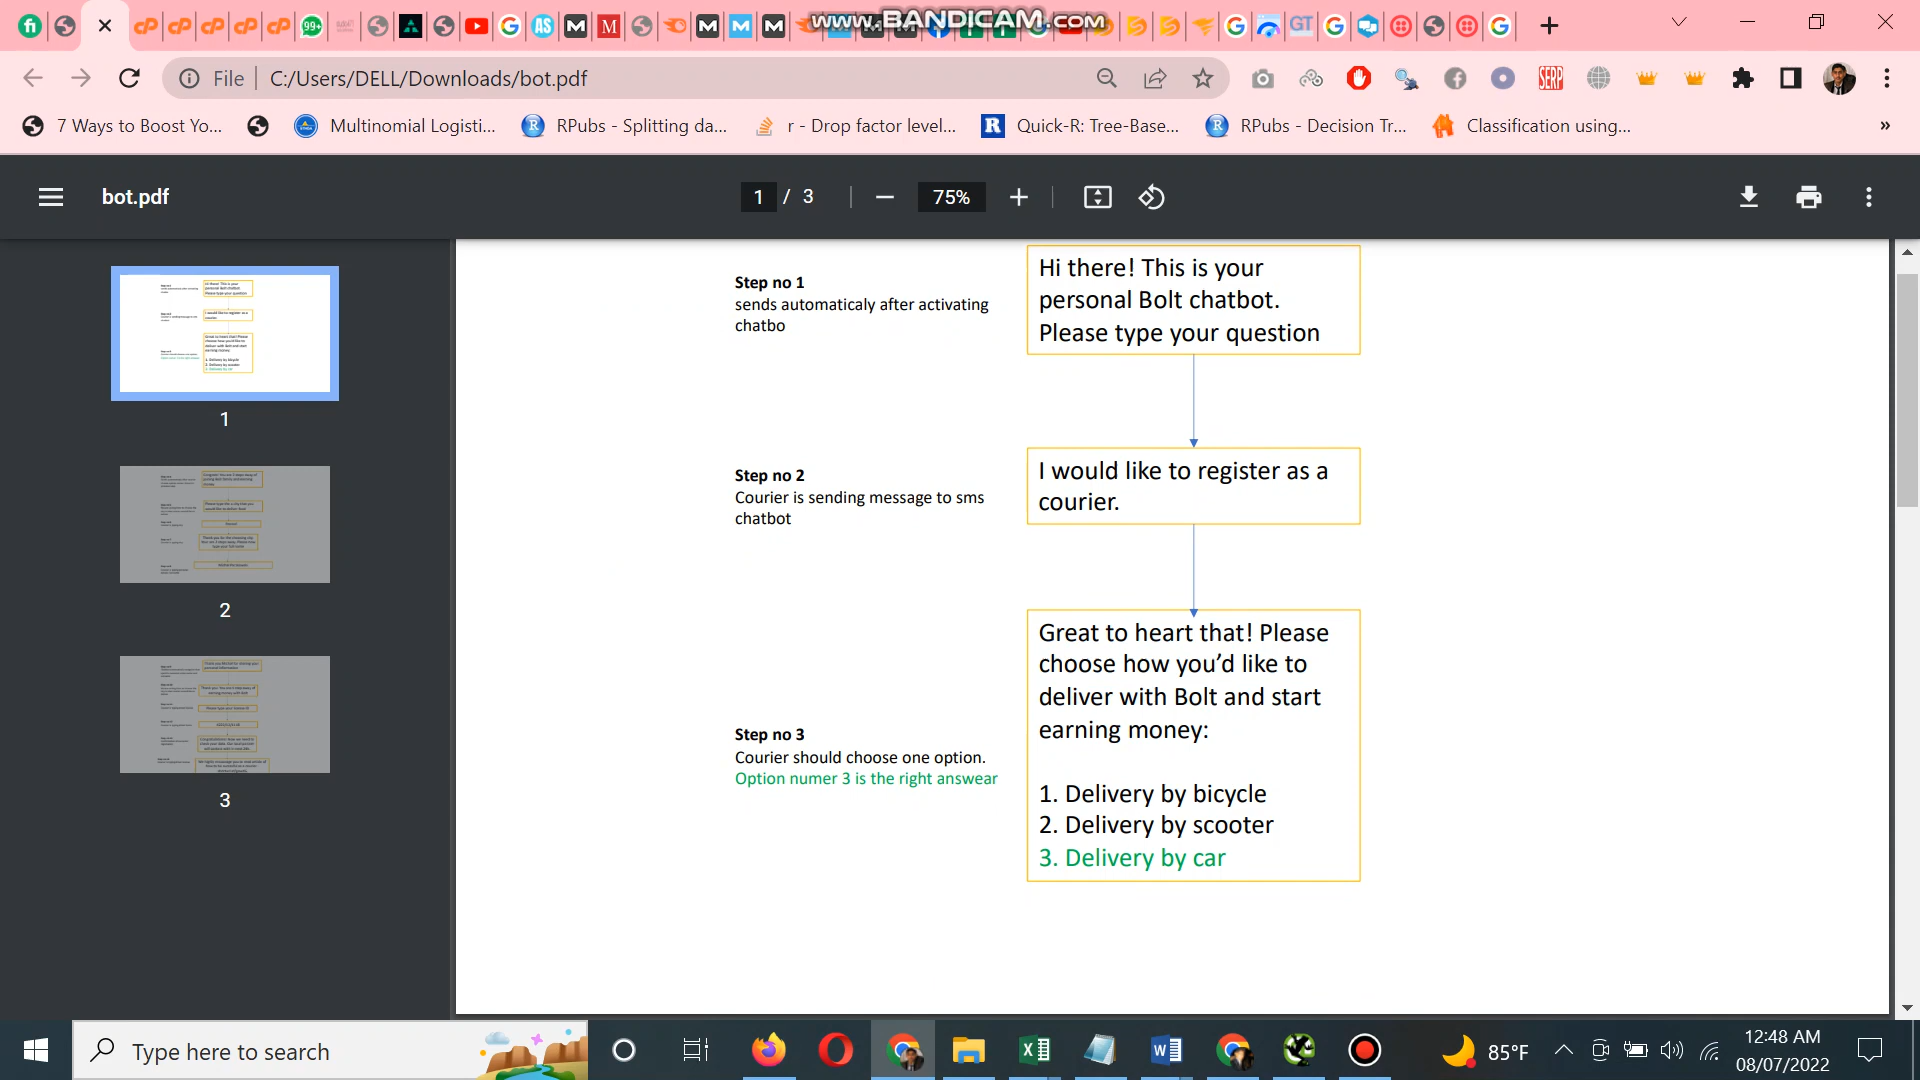 www.BANDICAM.com
99+
AS
GT
File
C:/Users/DELL/Downloads/bot.pdf
SERP
7 Ways to Boost Yo...
Multinomial Logisti...
RPubs - Splitting da...
r - Drop factor level...
Quick-R: Tree-Base...
RPubs - Decision Tr...
Classification using...
»
bot.pdf
1 / 3
75%
1
2
3
Step no 1
sends automaticaly after activating
chatbo
Hi there! This is your
personal Bolt chatbot.
Please type your question
Step no 2
Courier is sending message to sms
chatbot
I would like to register as a
courier.
Step no 3
Courier should choose one option.
Option numer 3 is the right answear
Great to heart that! Please
choose how you’d like to
deliver with Bolt and start
earning money:
1. Delivery by bicycle
2. Delivery by scooter
3. Delivery by car
Type here to search
85°F
12:48 AM
08/07/2022